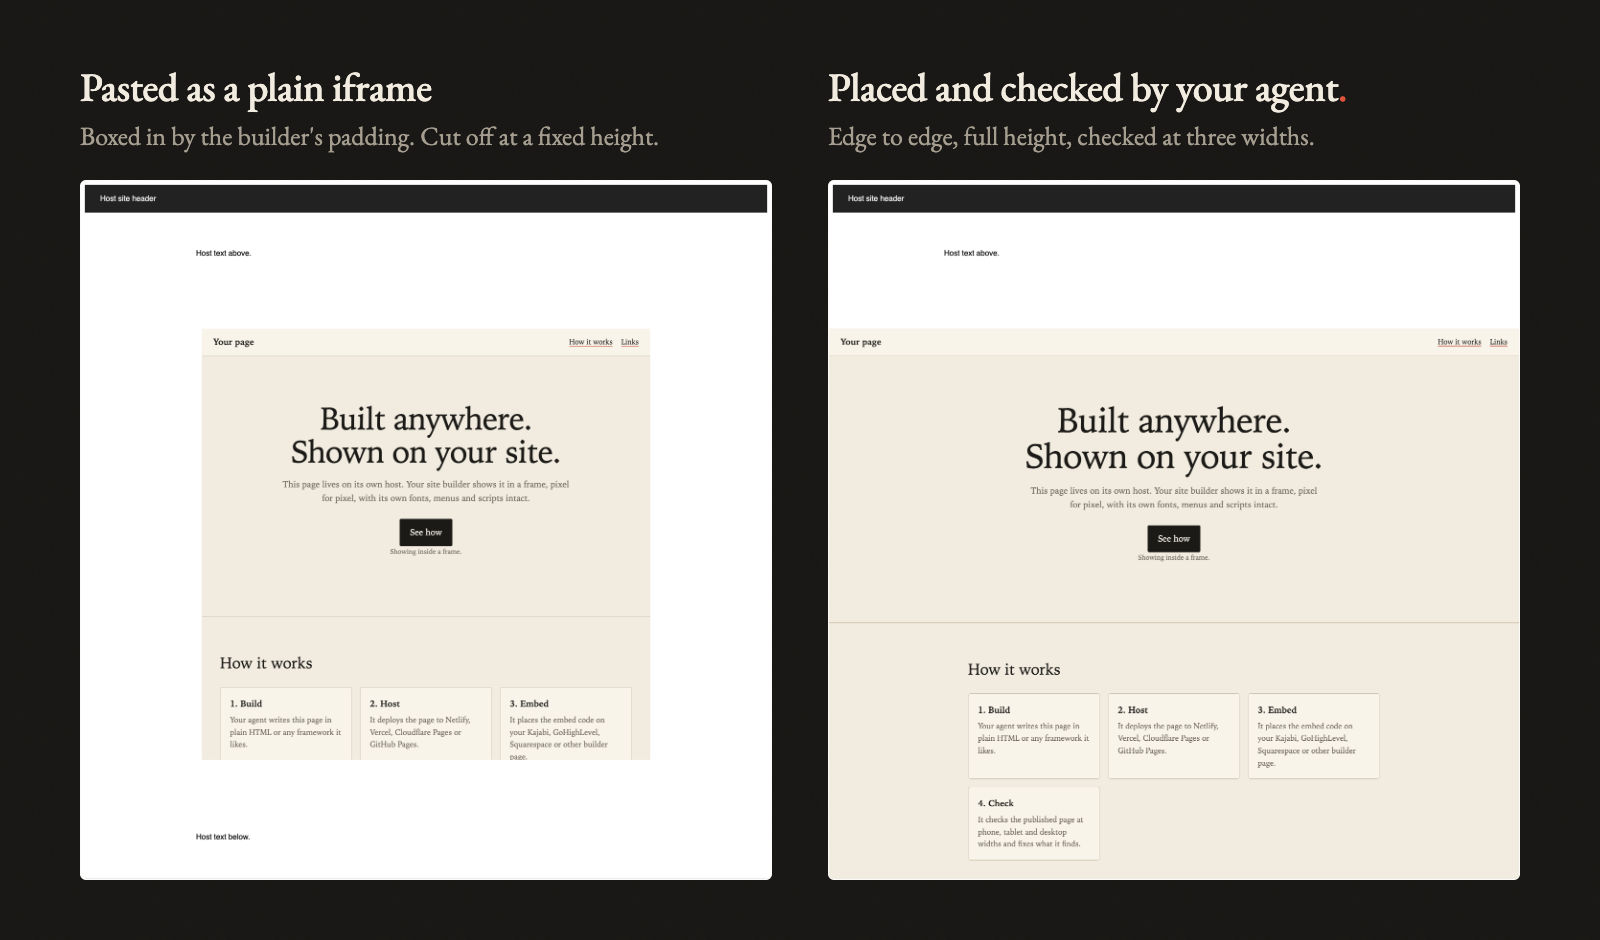 Pasted as a plain iframe
Boxed in by the builder's padding. Cut off at a fixed height.
Host site header
Host text above.
Your page
How it works
Links
Built anywhere.
Shown on your site.
This page lives on its own host. Your site builder shows it in a frame, pixel
for pixel, with its own fonts, menus and scripts intact.
See how
Showing inside a frame.
How it works
1. Build
Your agent writes this page in
plain HTML or any framework it
likes.
2. Host
It deploys the page to Netlify,
Vercel, Cloudflare Pages or
GitHub Pages.
3. Embed
It places the embed code on
your Kajabi, GoHighLevel,
Squarespace or other builder
page.
Host text below.
Placed and checked by your agent.
Edge to edge, full height, checked at three widths.
Host site header
Host text above.
Your page
How it works
Links
Built anywhere.
Shown on your site.
This page lives on its own host. Your site builder shows it in a frame, pixel
for pixel, with its own fonts, menus and scripts intact.
See how
Showing inside a frame.
How it works
1. Build
Your agent writes this page in
plain HTML or any framework it
likes.
2. Host
It deploys the page to Netlify,
Vercel, Cloudflare Pages or
GitHub Pages.
3. Embed
It places the embed code on
your Kajabi, GoHighLevel,
Squarespace or other builder
page.
4. Check
It checks the published page at
phone, tablet and desktop
widths and fixes what it finds.